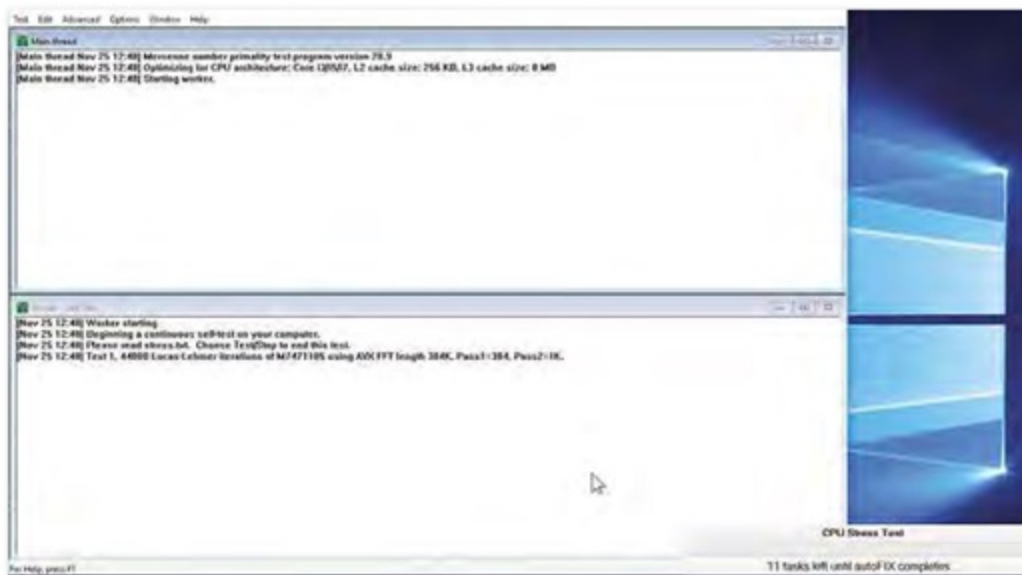 Test Edit Advanced Options Window Help
Main thread
[Main thread Nov 25 12:48] Mersenne number primality test program version 28.9
[Main thread Nov 25 12:48] Optimizing for CPU architecture: Core i3/i5/i7, L2 cache size: 256 KB, L3 cache size: 8 MB
[Main thread Nov 25 12:48] Starting worker.
[Nov 25 12:48] Worker starting
[Nov 25 12:48] Beginning a continuous self-test on your computer.
[Nov 25 12:48] Please read stress.txt. Choose Test/Stop to end this test.
[Nov 25 12:48] Test 1, 44000 Lucas-Lehmer iterations of M7471105 using AVX FFT length 384K, Pass1=384, Pass2=1K.
CPU Stress Test
11 tasks left until autoFIX completes
For Help, press F1